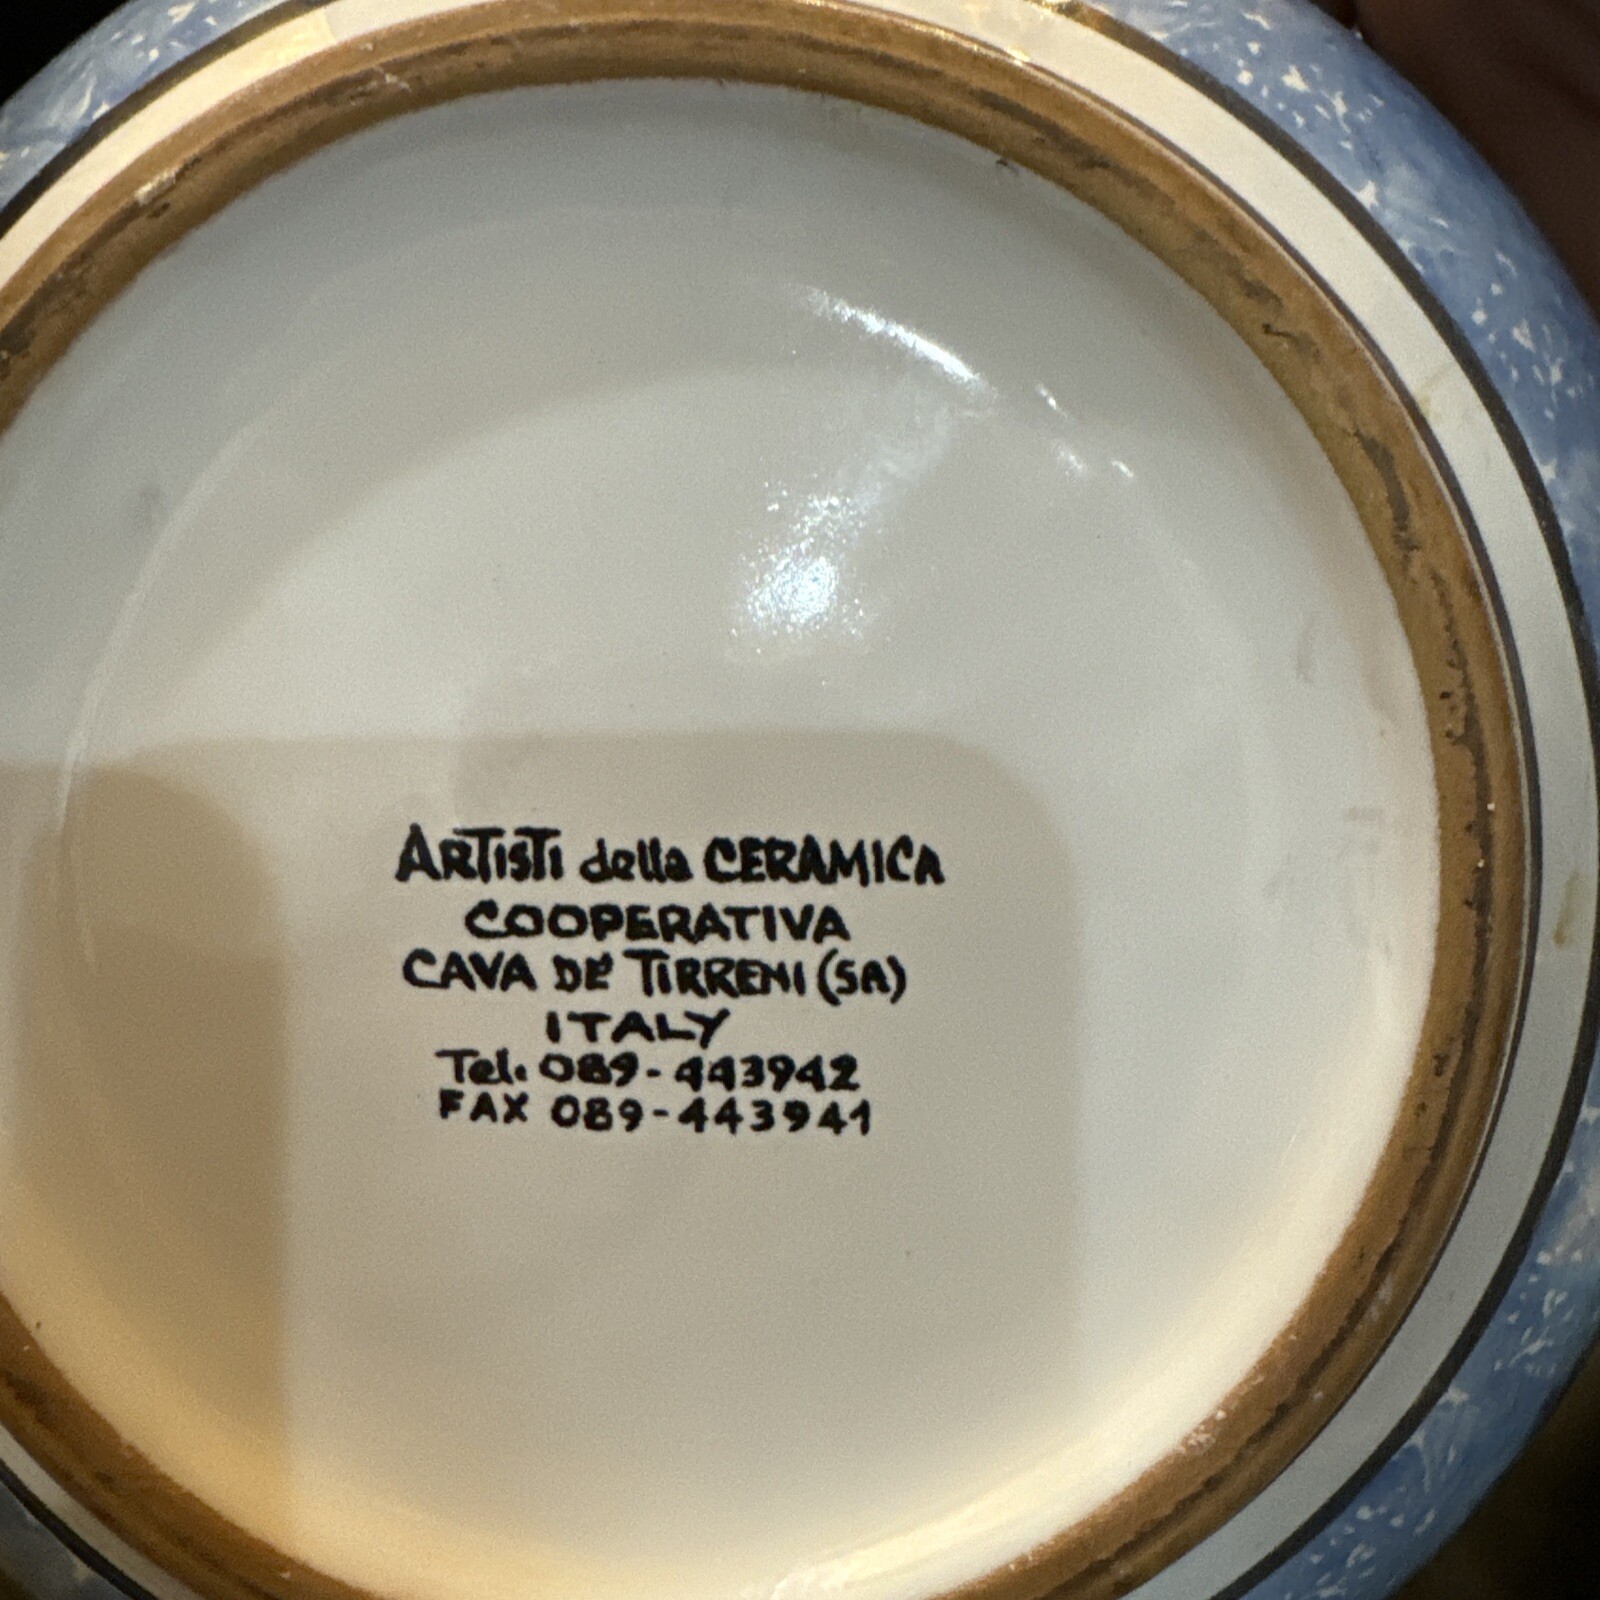 ARTISTI della CERAMICA
COOPERATIVA
CAVA DE' TIRRENI (SA)
ITALY
Tel. 089-443942
FAX 089-443941